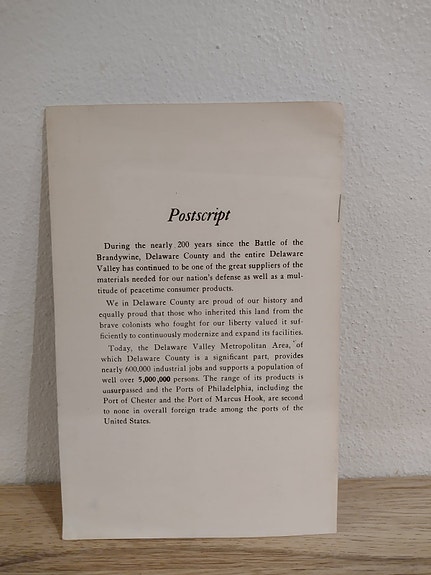 Postscript
During the nearly 200 years since the Battle of the
Brandywine, Delaware County and the entire Delaware
Valley has continued to be one of the great suppliers of the
materials needed for our nation's defense as well as a mul-
titude of peacetime consumer products.
We in Delaware County are proud of our history and
equally proud that those who inherited this land from the
brave colonists who fought for our liberty valued it suf-
ficiently to continuously modernize and expand its facilities.
Today, the Delaware Valley Metropolitan Area, of
which Delaware County is a significant part, provides
nearly 600,000 industrial jobs and supports a population of
well over 5,000,000 persons. The range of its products is
unsurpassed and the Ports of Philadelphia, including the
Port of Chester and the Port of Marcus Hook, are second
to none in overall foreign trade among the ports of the
United States.